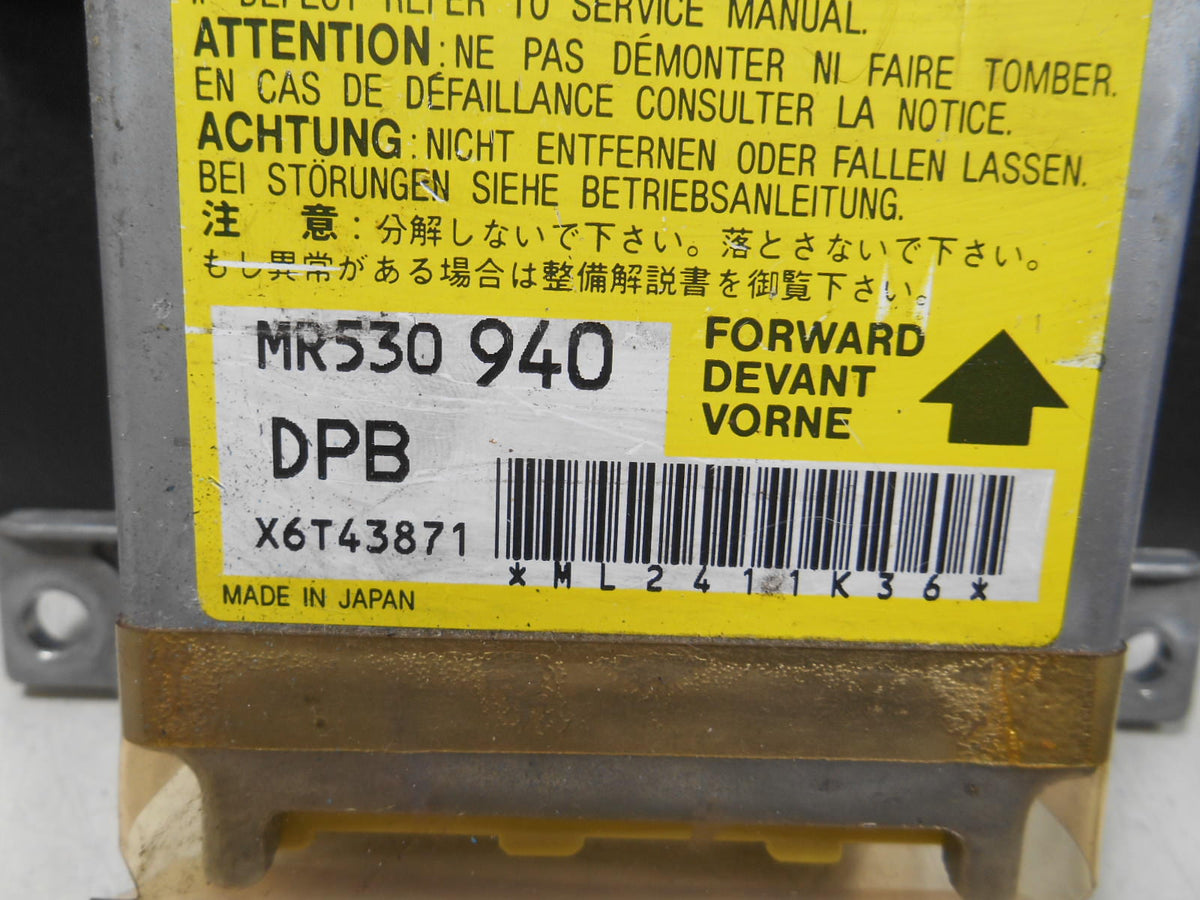 DEFECT REFER TO SERVICE MANUAL.
ATTENTION : NE PAS DÉMONTER NI FAIRE TOMBER.
EN CAS DE DÉFAILLANCE CONSULTER LA NOTICE.
ACHTUNG : NICHT ENTFERNEN ODER FALLEN LASSEN.
BEI STÖRUNGEN SIEHE BETRIEBSANLEITUNG.
注 意 : 分解しないで下さい。落とさないで下さい。
もし異常がある場合は整備解説書を御覧下さい。
MR530 940
DPB
X6T43871
*ML2411K36*
FORWARD
DEVANT
VORNE
MADE IN JAPAN